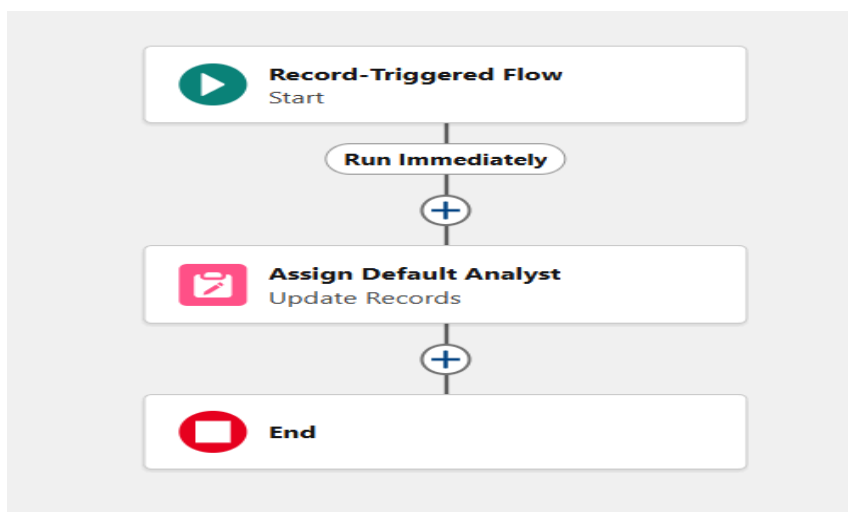 Record-Triggered Flow
Start
Run Immediately
Assign Default Analyst
Update Records
End